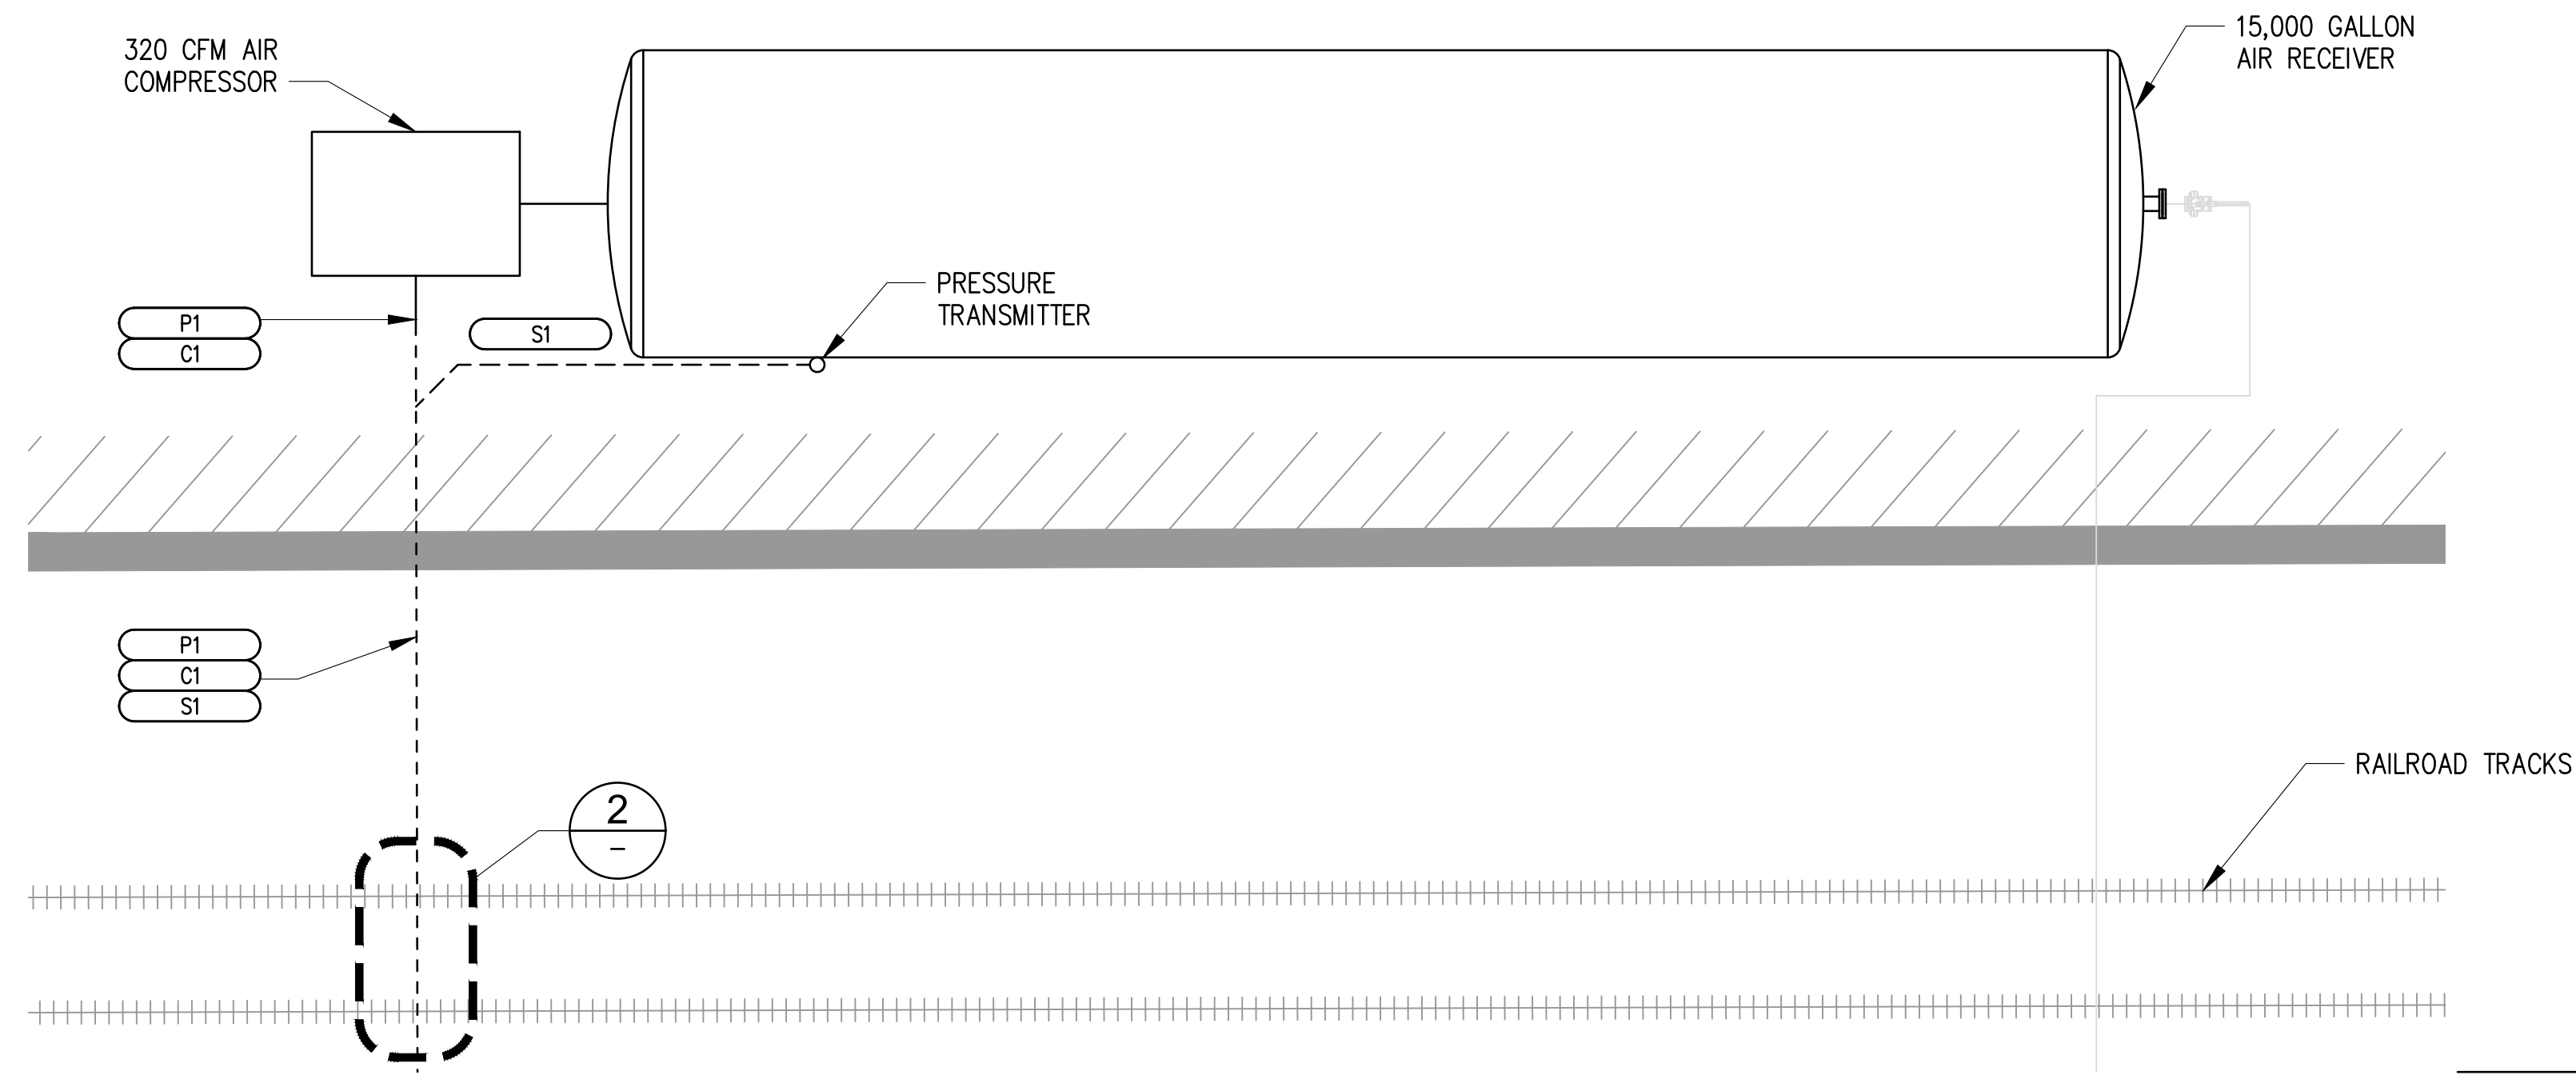 320 CFM AIR
COMPRESSOR
15,000 GALLON
AIR RECEIVER
PRESSURE
TRANSMITTER
P1
C1
S1
P1
C1
S1
2
-
RAILROAD TRACKS